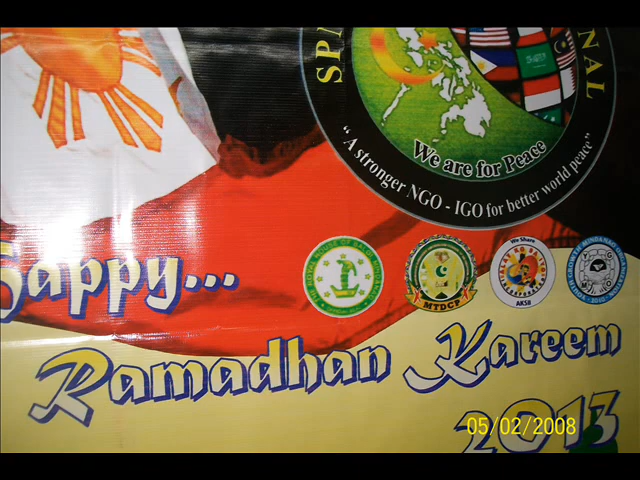 SPI
NAL
We are for Peace
" A stronger NGO - IGO for better world peace"
We Share
MTDCP
AKSB
Happy...
Ramadhan Kareem
2013
05/02/2008